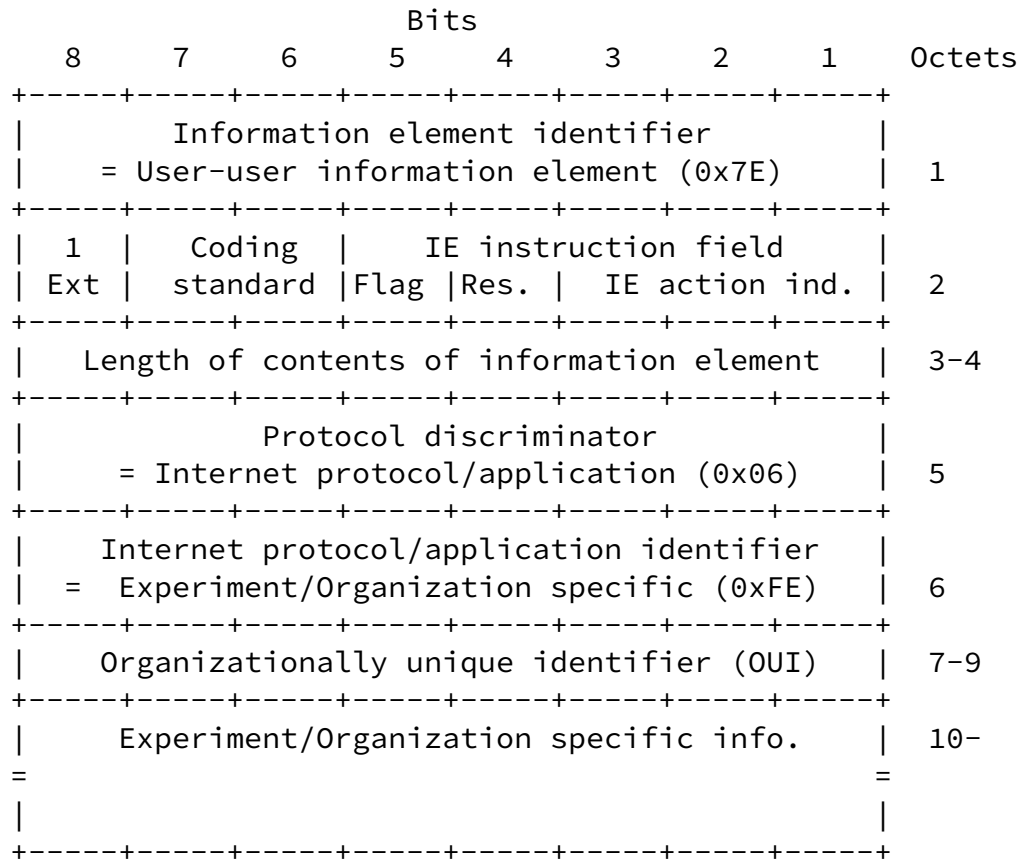 Bits
8 7 6 5 4 3 2 1 Octets
+-----+-----+-----+-----+-----+-----+-----+-----+
| Information element identifier |
| = User-user information element (0x7E) | 1
+-----+-----+-----+-----+-----+-----+-----+-----+
| 1 | Coding | IE instruction field |
| Ext | standard |Flag |Res. | IE action ind. | 2
+-----+-----+-----+-----+-----+-----+-----+-----+
| Length of contents of information element | 3-4
+-----+-----+-----+-----+-----+-----+-----+-----+
| Protocol discriminator |
| = Internet protocol/application (0x06) | 5
+-----+-----+-----+-----+-----+-----+-----+-----+
| Internet protocol/application identifier |
| = Experiment/Organization specific (0xFE) | 6
+-----+-----+-----+-----+-----+-----+-----+-----+
| Organizationally unique identifier (OUI) | 7-9
+-----+-----+-----+-----+-----+-----+-----+-----+
| Experiment/Organization specific info. | 10-
= =
| |
+-----+-----+-----+-----+-----+-----+-----+-----+